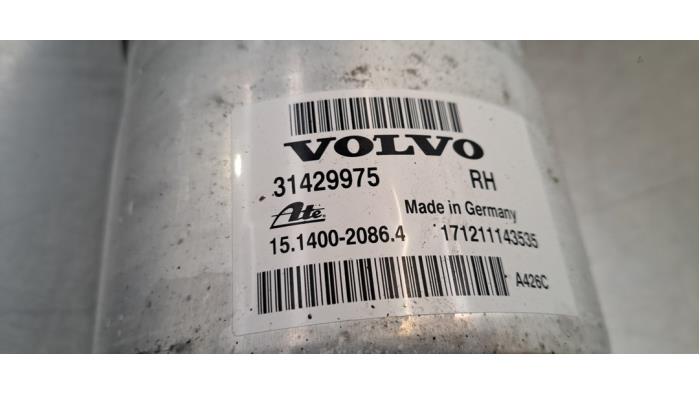 VOLVO
31429975 RH
Ate Made in Germany
15.1400-2086.4 171211143535
A426C